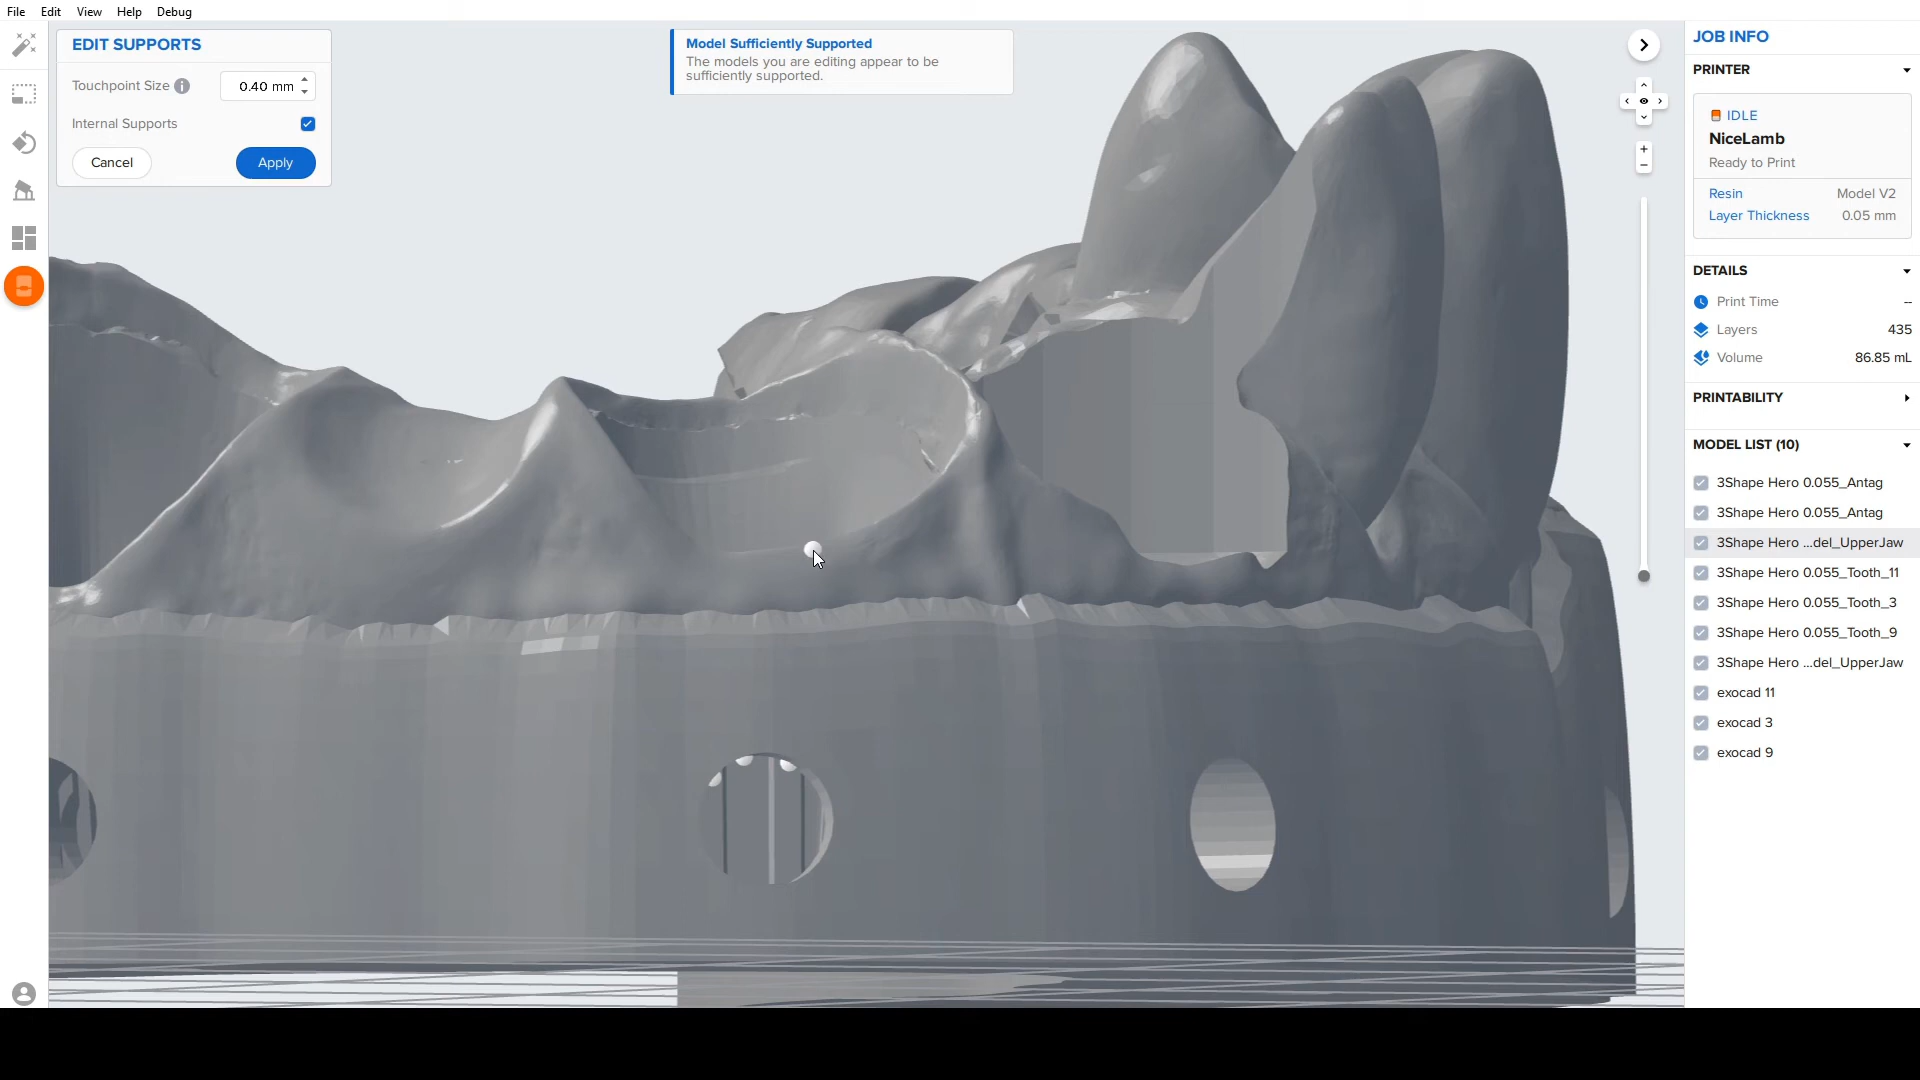 File Edit View Help Debug
EDIT SUPPORTS
Touchpoint Size 0.40 mm
Internal Supports
Cancel Apply
Model Sufficiently Supported
The models you are editing appear to be
sufficiently supported.
JOB INFO
PRINTER
IDLE
NiceLamb
Ready to Print
Resin Model V2
Layer Thickness 0.05 mm
DETAILS
Print Time --
Layers 435
Volume 86.85 mL
PRINTABILITY
MODEL LIST (10)
3Shape Hero 0.055_Antag
3Shape Hero 0.055_Antag
3Shape Hero ...del_UpperJaw
3Shape Hero 0.055_Tooth_11
3Shape Hero 0.055_Tooth_3
3Shape Hero 0.055_Tooth_9
3Shape Hero ...del_UpperJaw
exocad 11
exocad 3
exocad 9